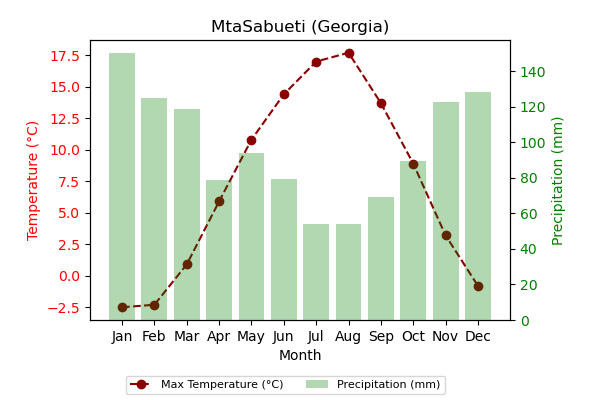 MtaSabueti (Georgia)
17.5
15.0
12.5
10.0
7.5
5.0
2.5
0.0
−2.5
Temperature (°C)
140
120
100
80
60
40
20
0
Precipitation (mm)
Jan Feb Mar Apr May Jun Jul Aug Sep Oct Nov Dec
Month
Max Temperature (°C) Precipitation (mm)